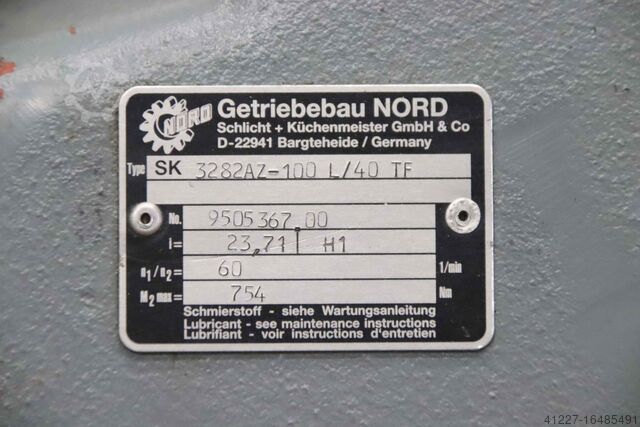 NORD
Getriebebau NORD
Schlicht + Küchenmeister GmbH & Co
D-22941 Bargteheide / Germany
Type SK 3282AZ-100 L/40 TF
No. 9505367.00
i= 23,71 H1
n1/n2= 60 1/min
M2 max= 754 Nm
Schmierstoff - siehe Wartungsanleitung
Lubricant - see maintenance instructions
Lubrifiant - voir instructions d'entretien
41227-16485491